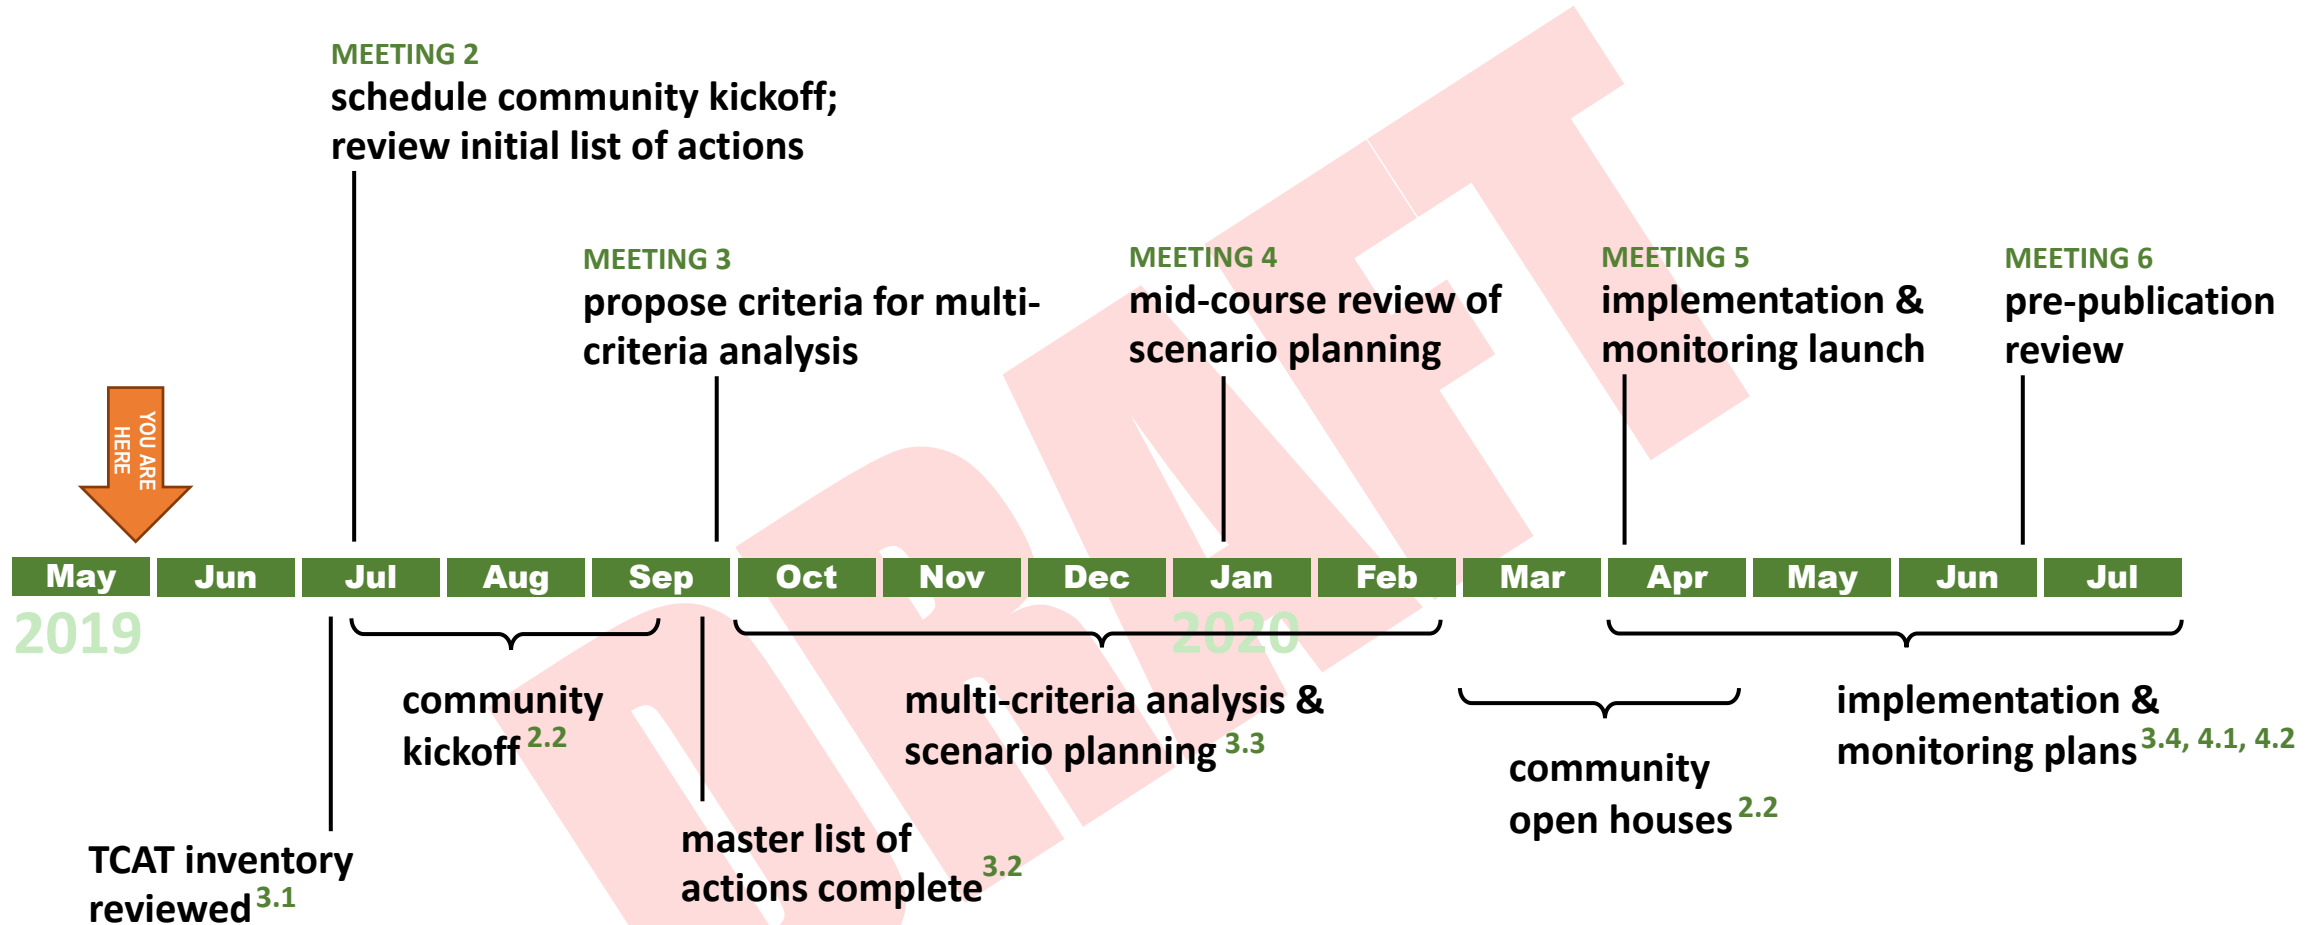 MEETING 2
schedule community kickoff;
review initial list of actions
MEETING 3
propose criteria for multi-
criteria analysis
MEETING 4
mid-course review of
scenario planning
MEETING 5
implementation &
monitoring launch
MEETING 6
pre-publication
review
YOU ARE
HERE
May Jun Jul Aug Sep Oct Nov Dec Jan Feb Mar Apr May Jun Jul
2019 2020
community
kickoff 2.2
multi-criteria analysis &
scenario planning 3.3
implementation &
monitoring plans 3.4, 4.1, 4.2
community
open houses 2.2
TCAT inventory
reviewed 3.1
master list of
actions complete 3.2
DRAFT